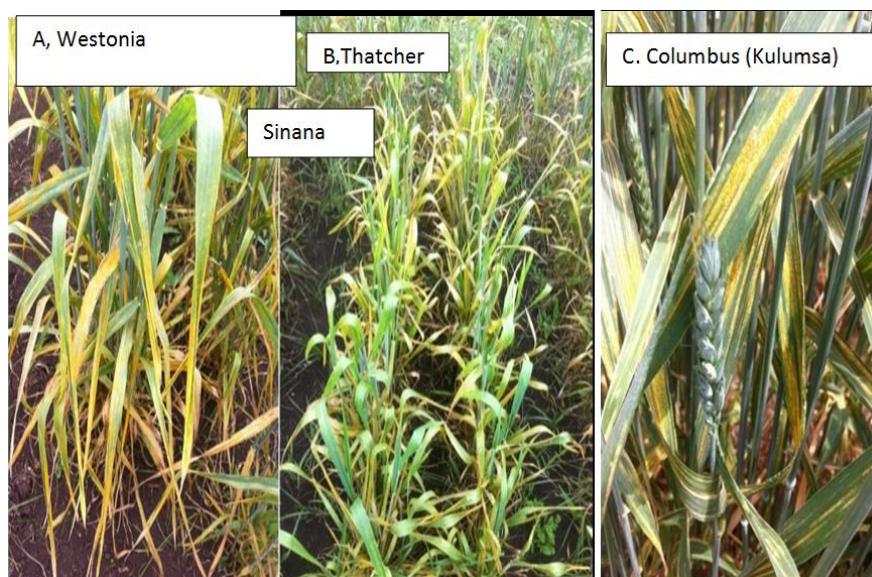 A, Westonia
B,Thatcher
C. Columbus (Kulumsa)
Sinana